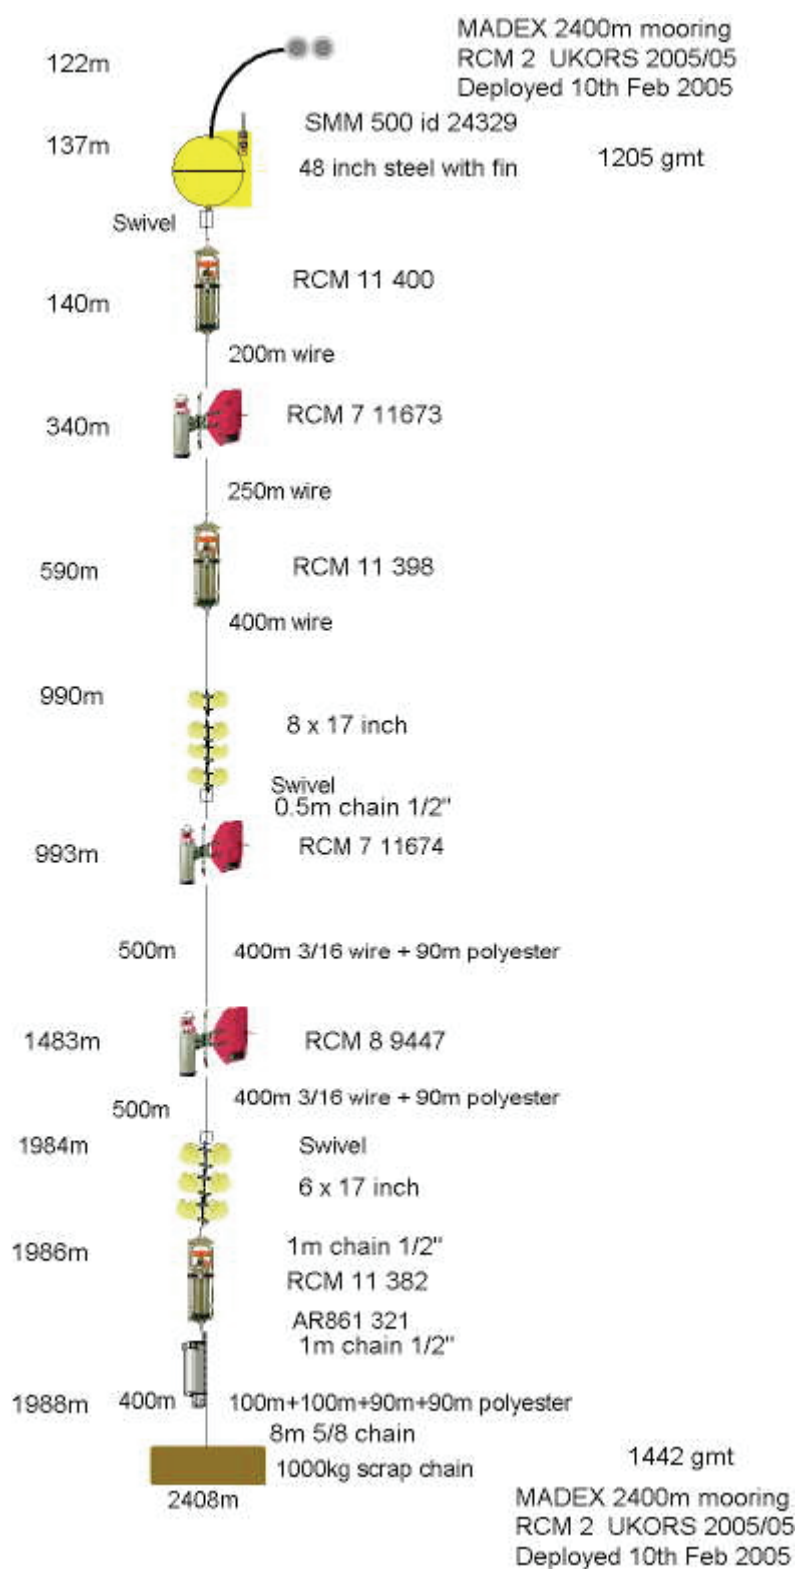 MADEX 2400m mooring
RCM 2 UKORS 2005/05
Deployed 10th Feb 2005
122m
SMM 500 id 24329
137m
1205 gmt
48 inch steel with fin
Swivel
RCM 11 400
140m
200m wire
RCM 7 11673
340m
250m wire
590m
RCM 11 398
400m wire
990m
8 x 17 inch
Swivel
0.5m chain 1/2"
993m
RCM 7 11674
500m
400m 3/16 wire + 90m polyester
1483m
RCM 8 9447
400m 3/16 wire + 90m polyester
500m
1984m
Swivel
6 x 17 inch
1986m
1m chain 1/2"
RCM 11 382
AR861 321
1m chain 1/2"
1988m
400m
100m+100m+90m+90m polyester
8m 5/8 chain
1442 gmt
1000kg scrap chain
2408m
MADEX 2400m mooring
RCM 2 UKORS 2005/05
Deployed 10th Feb 2005